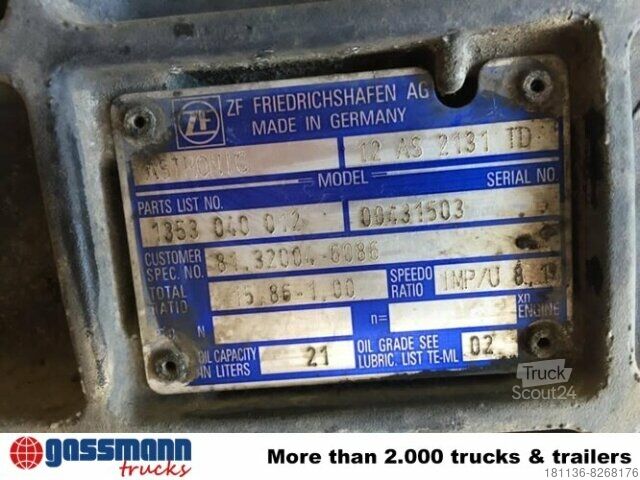 ZF
ZF FRIEDRICHSHAFEN AG
MADE IN GERMANY
ASTRONIC 12 AS 2131 TD
MODEL
PARTS LIST NO. SERIAL NO.
1353 040 012 00431503
CUSTOMER
SPEC. NO. 81.32004-6086
TOTAL
RATIO 15,86-1,00 SPEEDO
RATIO IMP/U
N n= xn
ENGINE
OIL CAPACITY
IN LITERS 21 OIL GRADE SEE
LUBRIC. LIST TE-ML 02
Truck
Scout24
gassmann
trucks
More than 2.000 trucks & trailers
181136-8268176